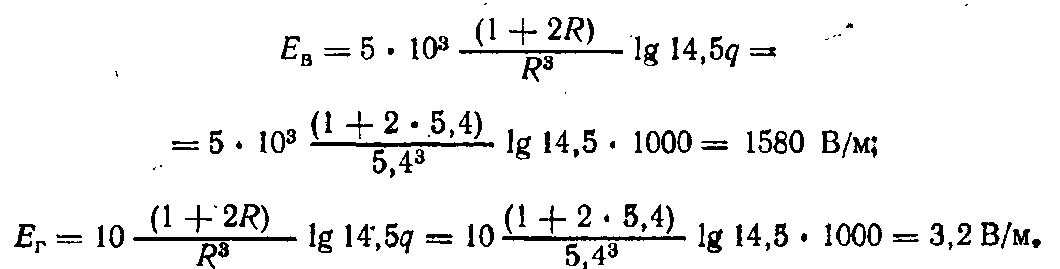 E_в = 5 · 10³ (1 + 2R)/R³ lg 14,5q =
= 5 · 10³ (1 + 2 · 5,4)/5,4³ lg 14,5 · 1000 = 1580 В/м;
E_г = 10 (1 + 2R)/R³ lg 14,5q = 10 (1 + 2 · 5,4)/5,4³ lg 14,5 · 1000 = 3,2 В/м.